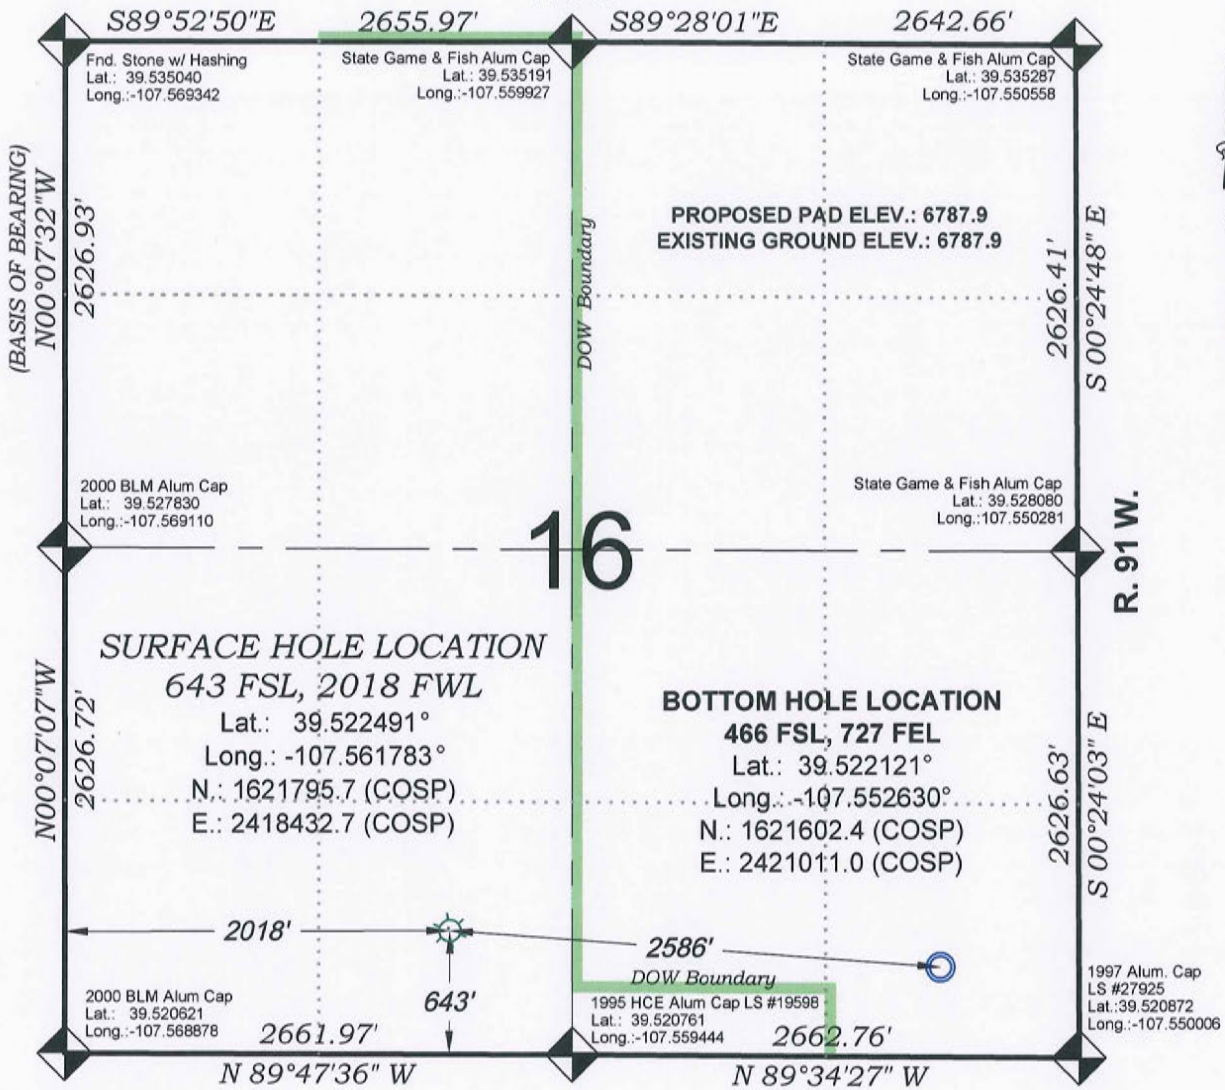 S89°52'50"E 2655.97' S89°28'01"E 2642.66'
Fnd. Stone w/ Hashing
Lat.: 39.535040
Long.:-107.569342
State Game & Fish Alum Cap
Lat.: 39.535191
Long.:-107.559927
State Game & Fish Alum Cap
Lat.: 39.535287
Long.:-107.550558
(BASIS OF BEARING)
N00°07'32"W
2626.93'
DOW Boundary
PROPOSED PAD ELEV.: 6787.9
EXISTING GROUND ELEV.: 6787.9
2626.41'
S 00°24'48" E
2000 BLM Alum Cap
Lat.: 39.527830
Long.:-107.569110
State Game & Fish Alum Cap
Lat.: 39.528080
Long.:107.550281
16
R. 91 W.
N00°07'07"W
2626.72'
SURFACE HOLE LOCATION
643 FSL, 2018 FWL
Lat.: 39.522491°
Long.: -107.561783°
N.: 1621795.7 (COSP)
E.: 2418432.7 (COSP)
BOTTOM HOLE LOCATION
466 FSL, 727 FEL
Lat.: 39.522121°
Long.: -107.552630°
N.: 1621602.4 (COSP)
E.: 2421011.0 (COSP)
2626.63'
S 00°24'03" E
2018'
2586'
643'
DOW Boundary
2000 BLM Alum Cap
Lat.: 39.520621
Long.:-107.568878
1995 HCE Alum Cap LS #19598
Lat.: 39.520761
Long.:-107.559444
1997 Alum. Cap
LS #27925
Lat.:39.520872
Long.:-107.550006
2661.97'
2662.76'
N 89°47'36" W
N 89°34'27" W